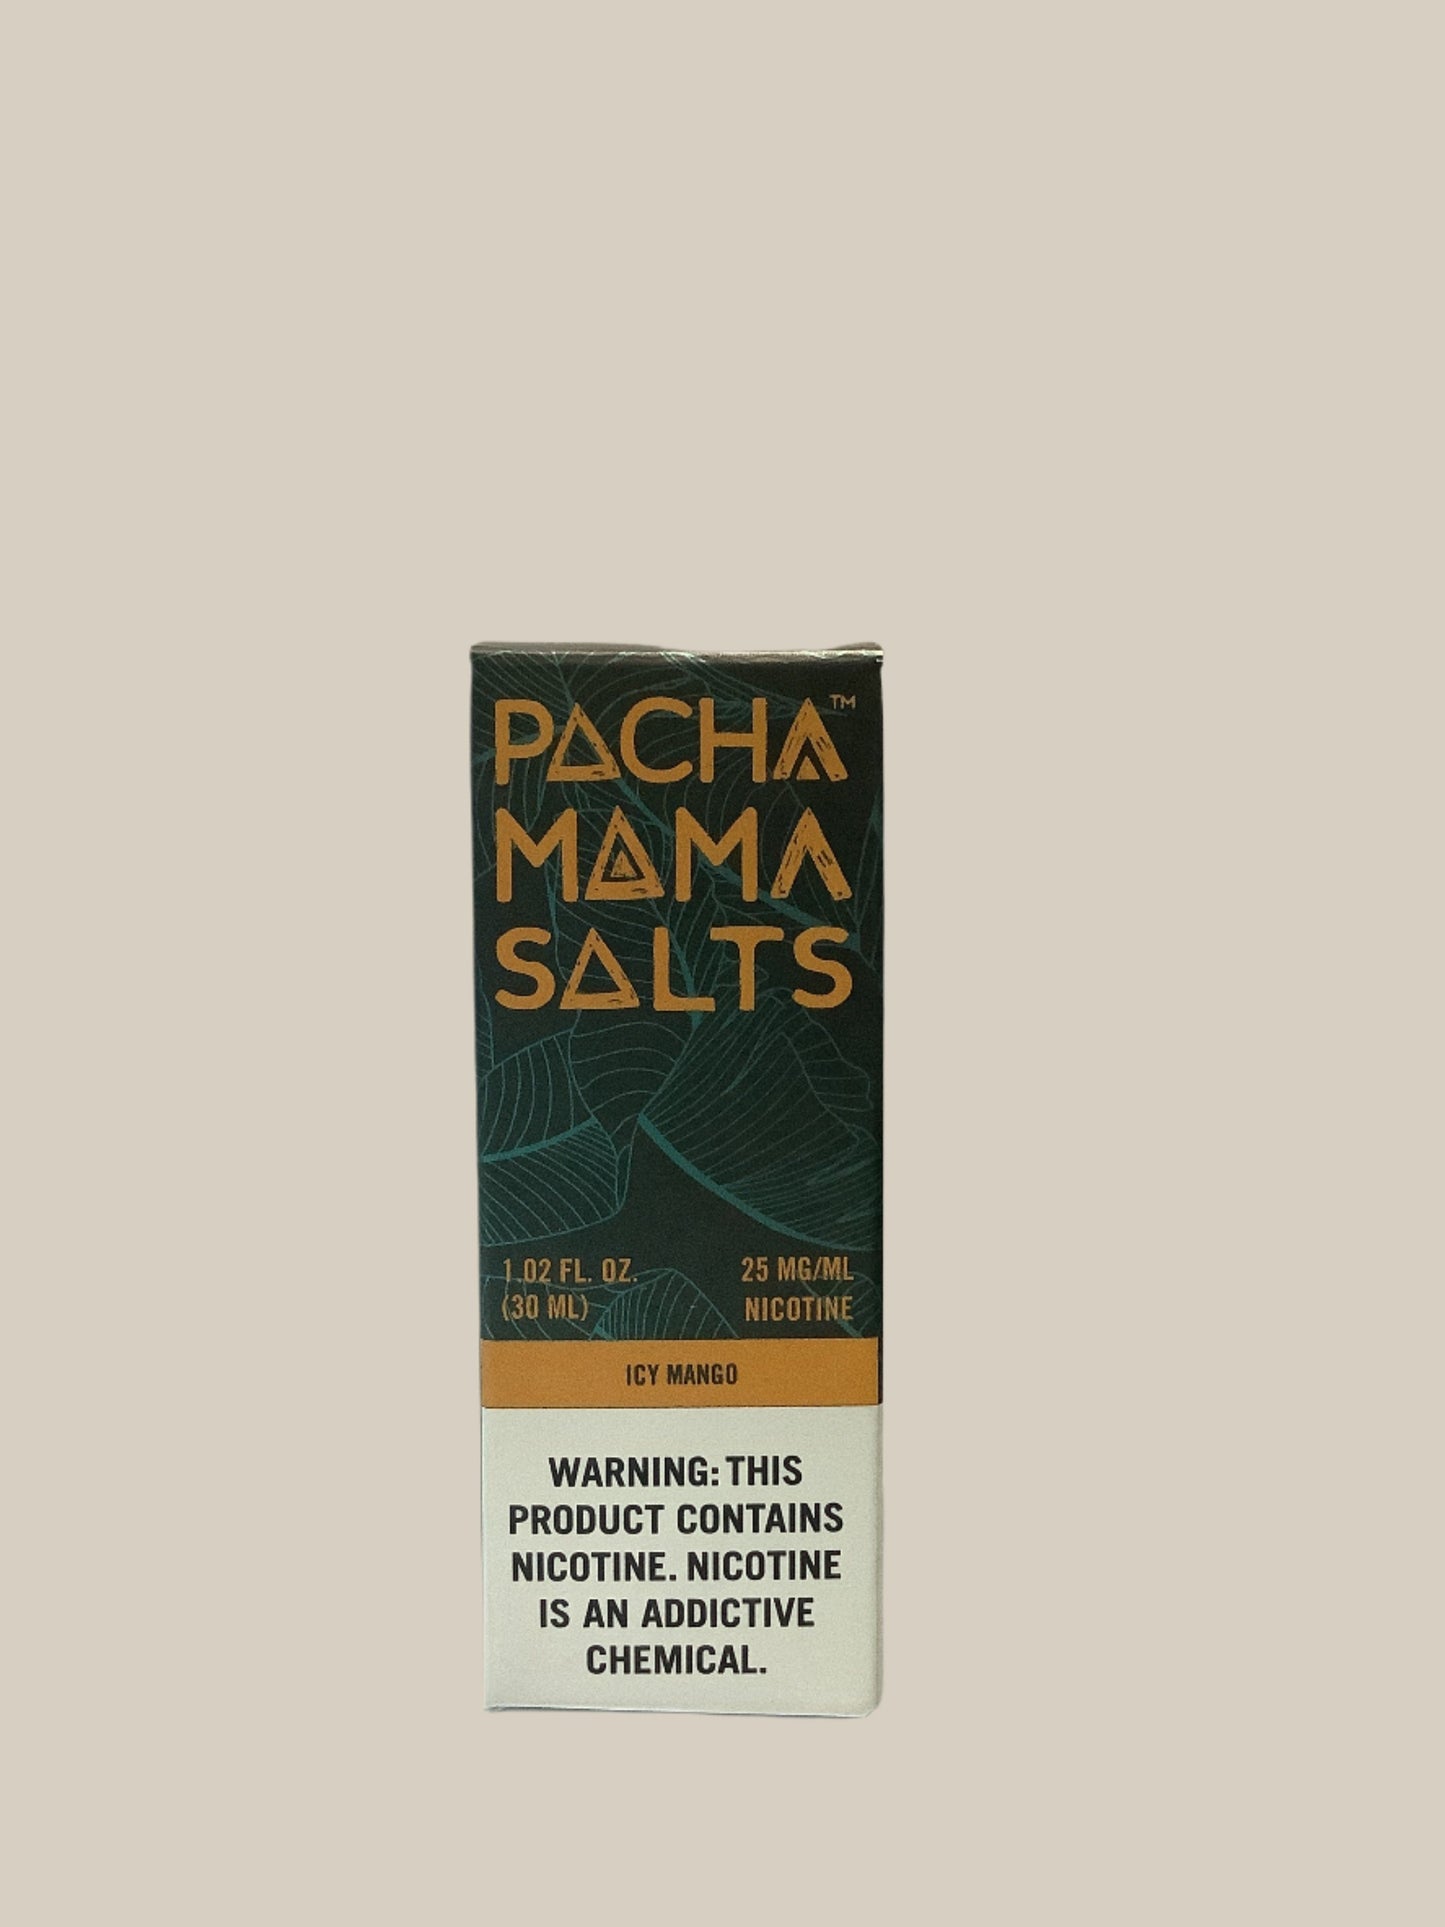 PACHA™
MAMA
SALTS
1.02 FL. OZ.
(30 ML)
25 MG/ML
NICOTINE
ICY MANGO
WARNING: THIS
PRODUCT CONTAINS
NICOTINE. NICOTINE
IS AN ADDICTIVE
CHEMICAL.